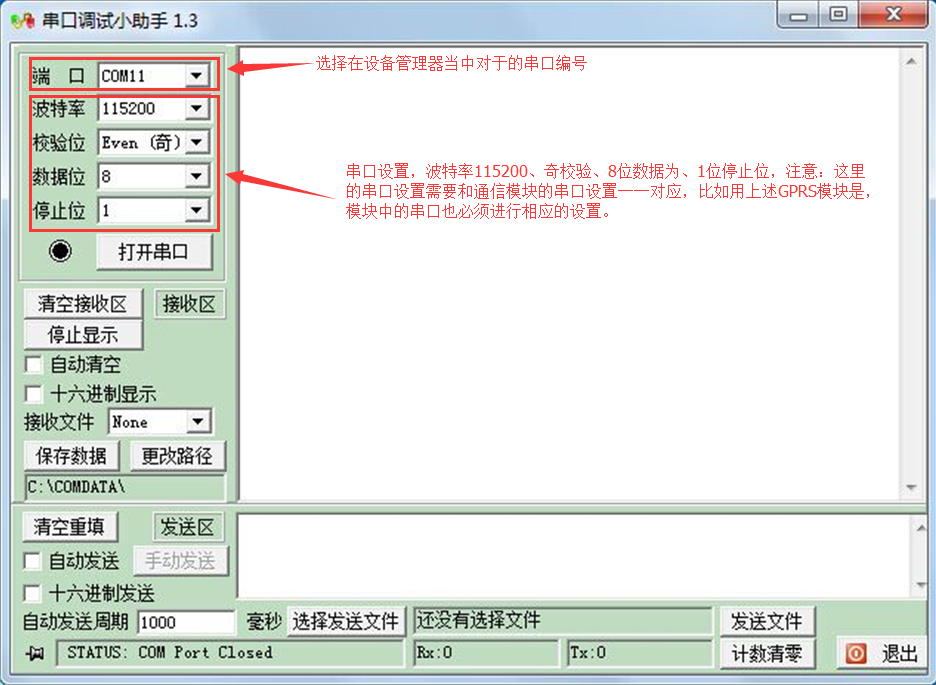 串口调试小助手 1.3
端 口 COM11
选择在设备管理器当中对于的串口编号
波特率 115200
校验位 Even (奇)
数据位 8
停止位 1
串口设置，波特率115200、奇校验、8位数据为、1位停止位，注意：这里
的串口设置需要和通信模块的串口设置一一对应，比如用上述GPRS模块是，
模块中的串口也必须进行相应的设置。
打开串口
清空接收区 接收区
停止显示
自动清空
十六进制显示
接收文件 None
保存数据 更改路径
C:\COMDATA\
清空重填 发送区
自动发送 手动发送
十六进制发送
自动发送周期 1000 毫秒 选择发送文件 还没有选择文件 发送文件
STATUS: COM Port Closed Rx:0 Tx:0 计数清零 退出